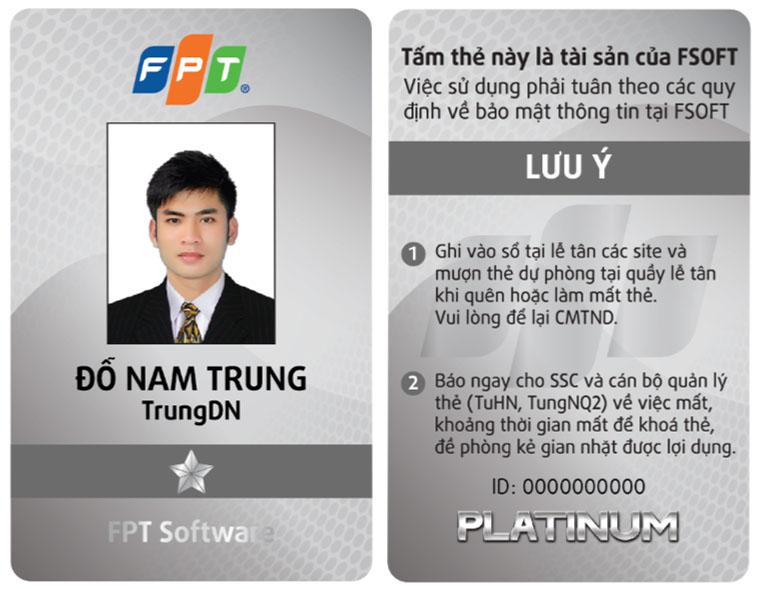 FPT®
ĐỖ NAM TRUNG
TrungDN
FPT Software
Tấm thẻ này là tài sản của FSOFT
Việc sử dụng phải tuân theo các quy
định về bảo mật thông tin tại FSOFT
LƯU Ý
1 Ghi vào sổ tại lễ tân các site và
mượn thẻ dự phòng tại quầy lễ tân
khi quên hoặc làm mất thẻ.
Vui lòng để lại CMTND.
2 Báo ngay cho SSC và cán bộ quản lý
thẻ (TuHN, TungNQ2) về việc mất,
khoảng thời gian mất để khoá thẻ,
đề phòng kẻ gian nhặt được lợi dụng.
ID: 0000000000
PLATINUM